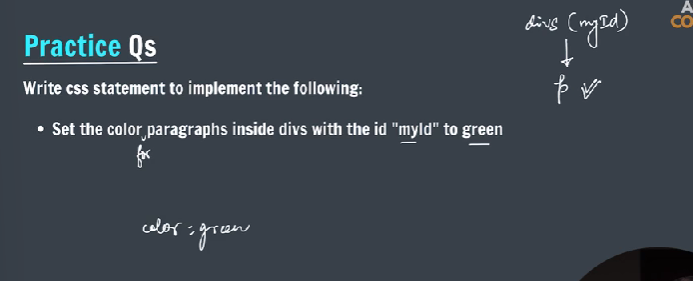 A
CO
divs (myId)
Practice Qs
p
Write css statement to implement the following:
• Set the color paragraphs inside divs with the id "myId" to green
for
color : green